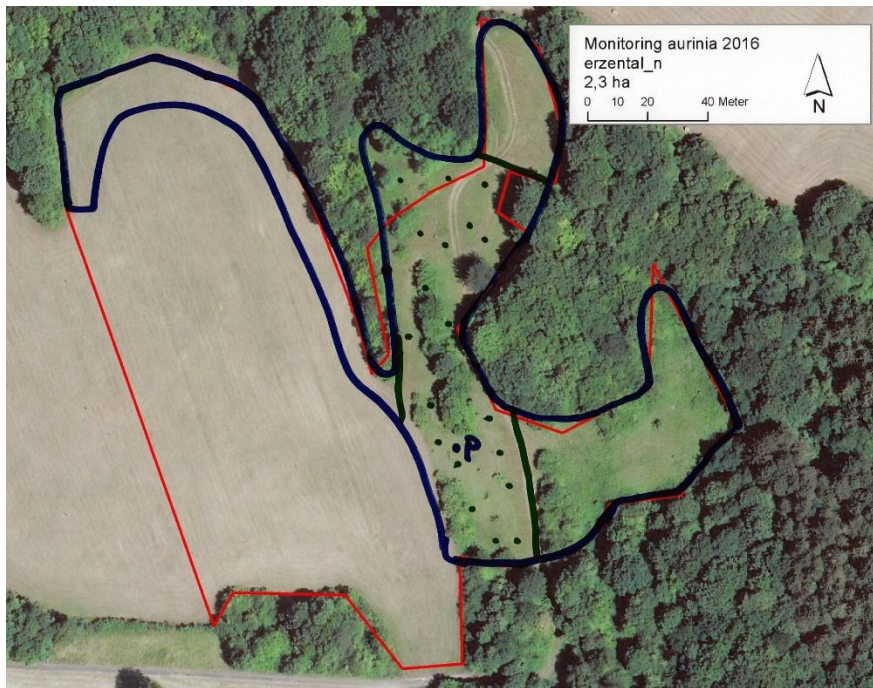 Monitoring aurinia 2016
erzental_n
2,3 ha
0 10 20 40 Meter
N
P